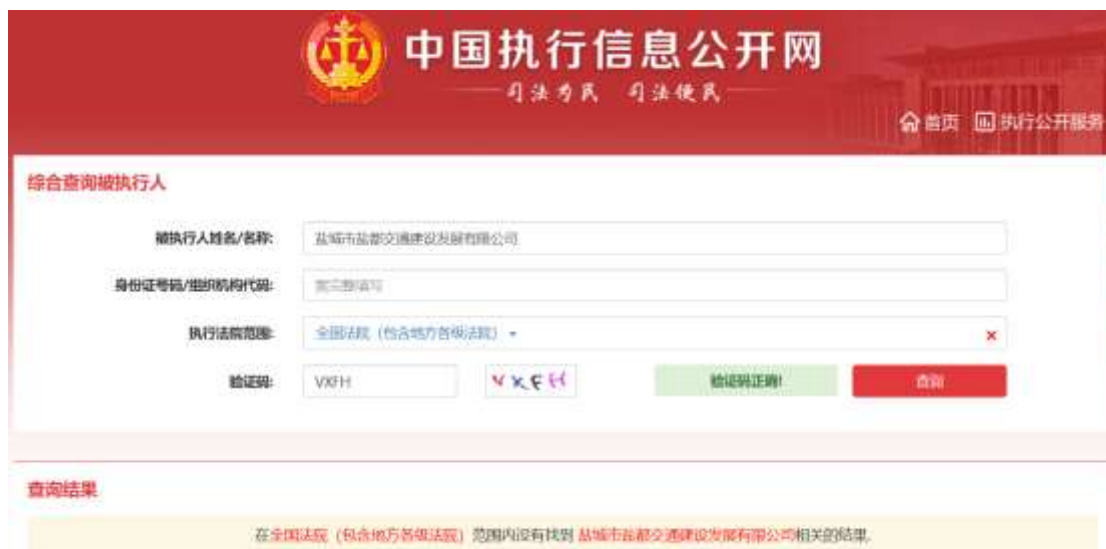 中国执行信息公开网
司法为民 司法便民
首页 执行公开服务
综合查询被执行人
被执行人姓名/名称: 盐城市盐都交通建设发展有限公司
身份证号码/组织机构代码: 需完整填写
执行法院范围: 全国法院（包含地方各级法院）
验证码: VXFH VXFH 验证码正确! 查询
查询结果
在全国法院（包含地方各级法院）范围内没有找到 盐城市盐都交通建设发展有限公司相关的结果.